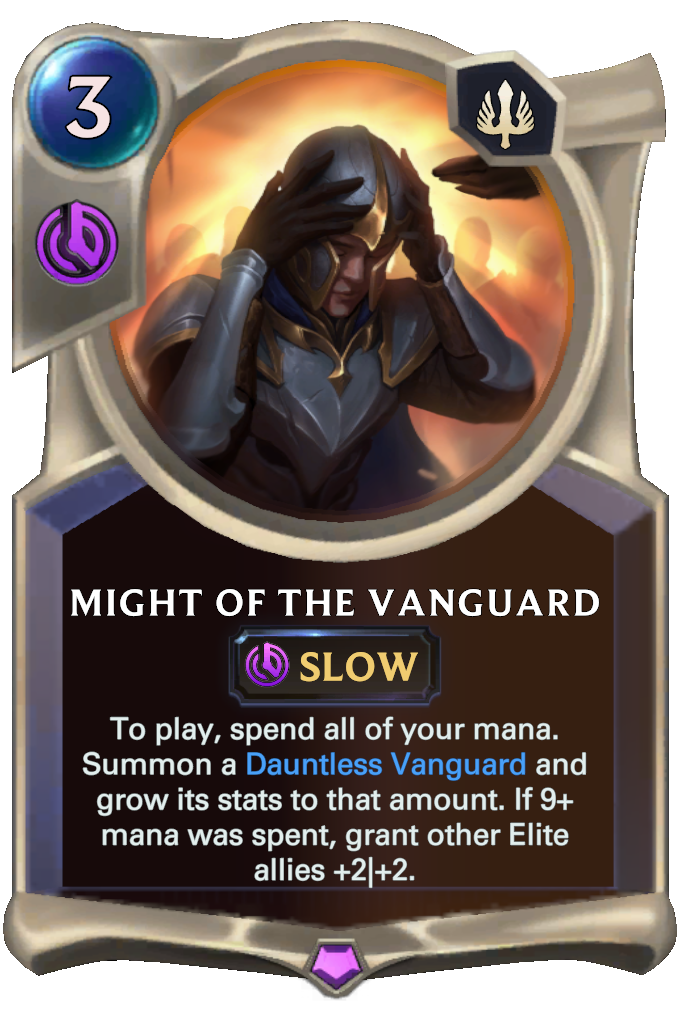 3
MIGHT OF THE VANGUARD
SLOW
To play, spend all of your mana.
Summon a Dauntless Vanguard and
grow its stats to that amount. If 9+
mana was spent, grant other Elite
allies +2|+2.